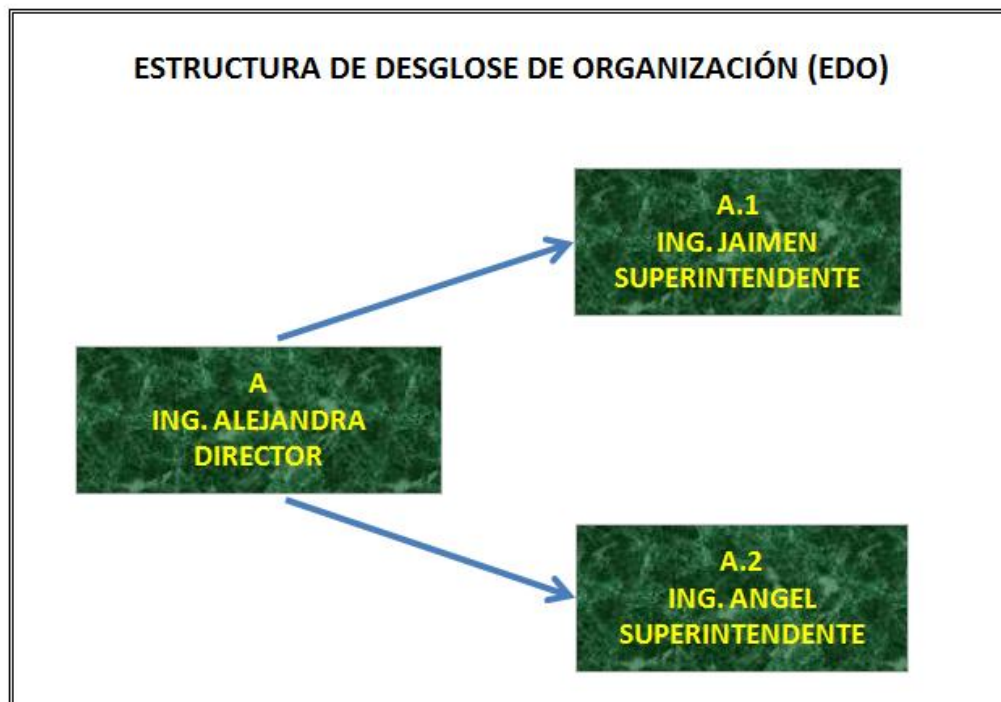 ESTRUCTURA DE DESGLOSE DE ORGANIZACIÓN (EDO)
A.1
ING. JAIMEN
SUPERINTENDENTE
A
ING. ALEJANDRA
DIRECTOR
A.2
ING. ANGEL
SUPERINTENDENTE